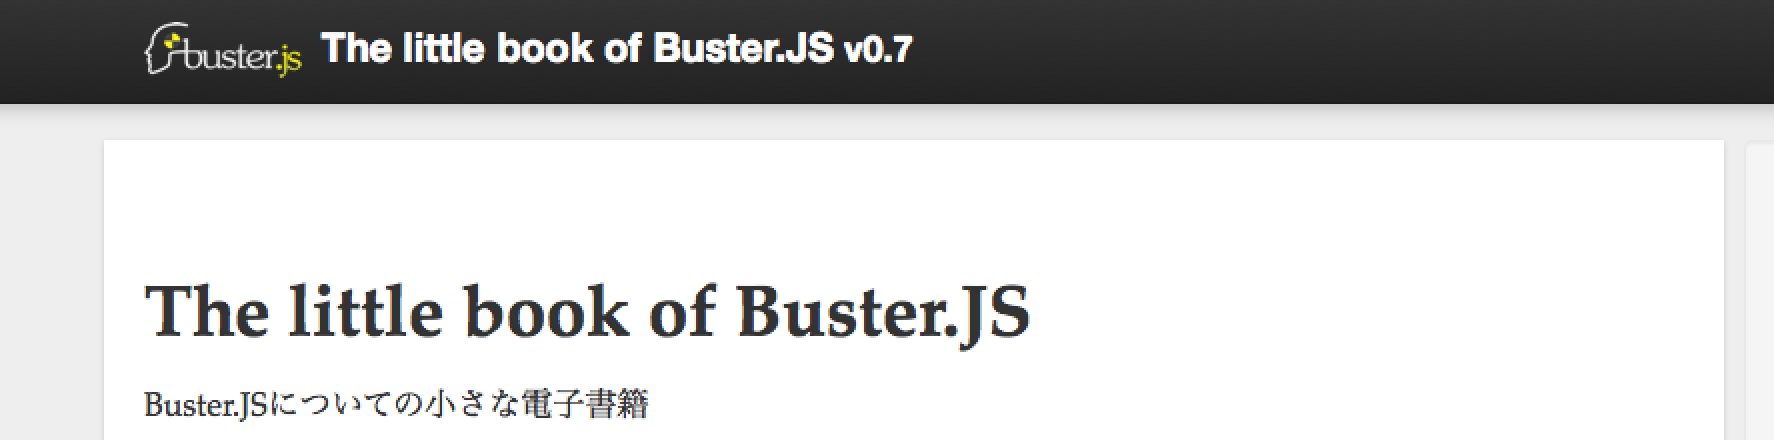 buster.js The little book of Buster.JS v0.7
The little book of Buster.JS
Buster.JSについての小さな電子書籍